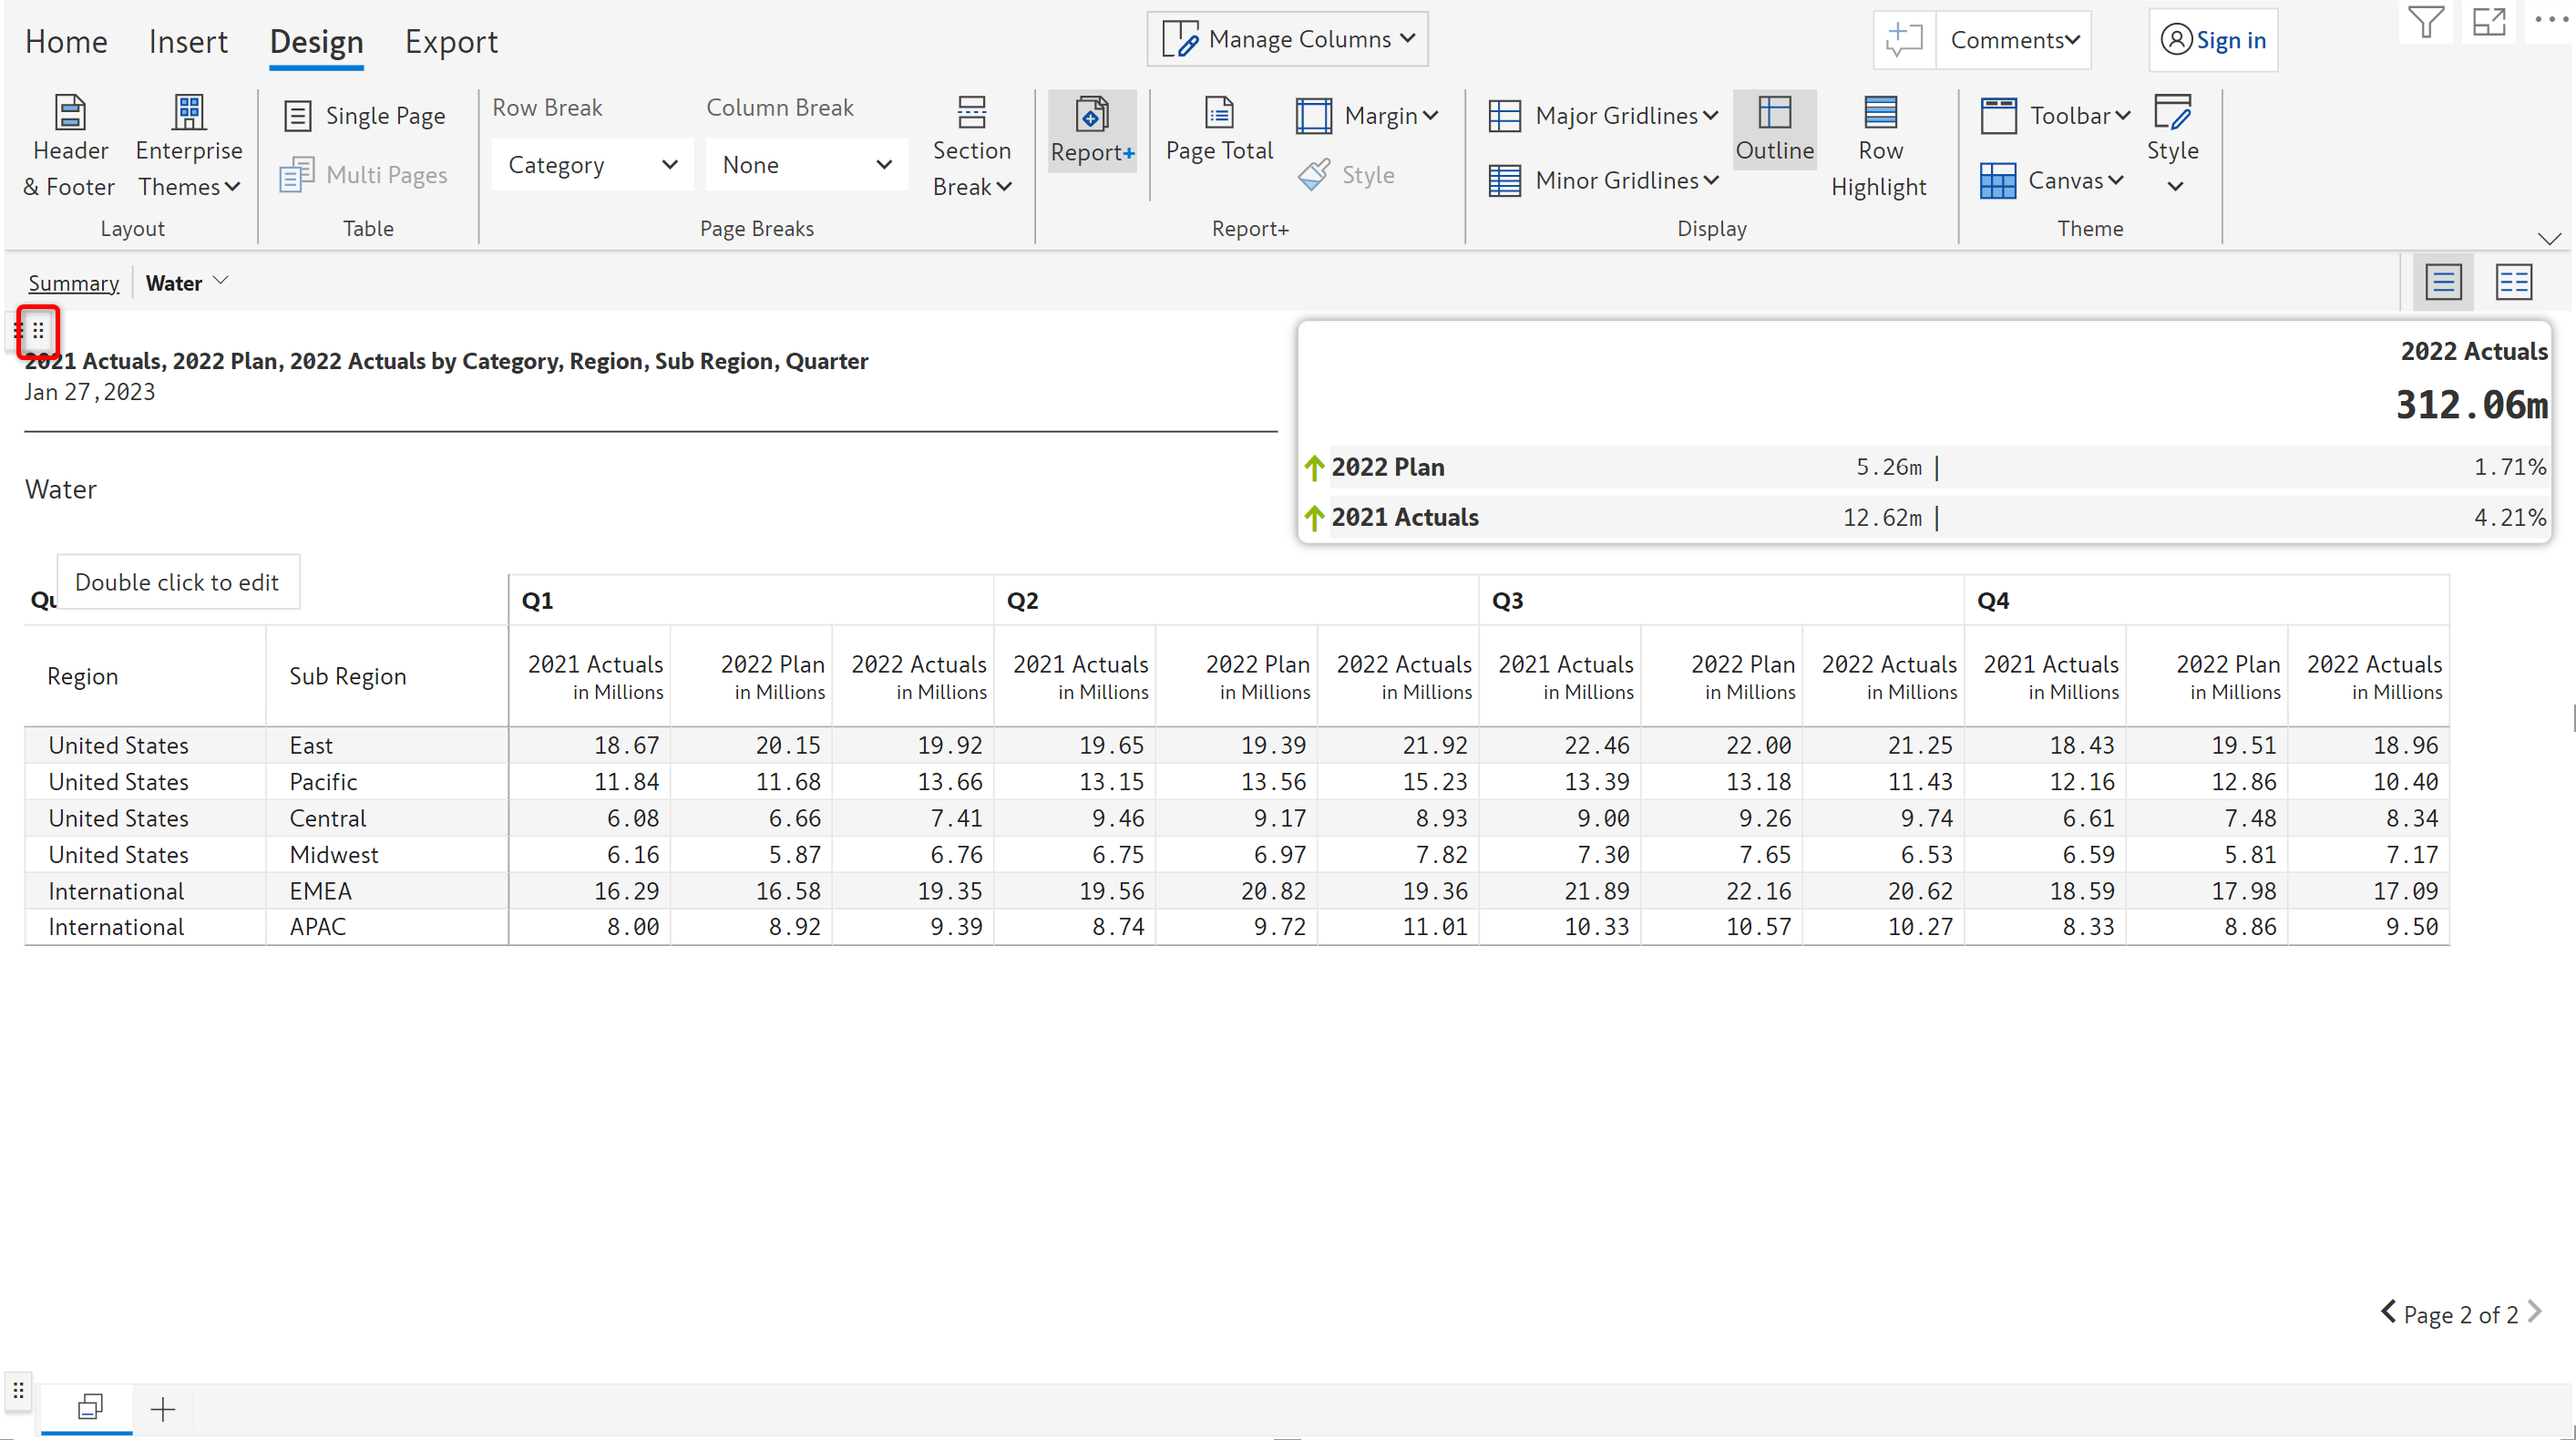 Home Insert Design Export
Manage Columns
Comments
Sign in
Header
& Footer
Enterprise
Themes
Layout
Single Page
Multi Pages
Table
Row Break
Category
Column Break
None
Section
Break
Page Breaks
Report+
Page Total
Margin
Style
Report+
Major Gridlines
Minor Gridlines
Outline
Row
Highlight
Display
Toolbar
Canvas
Style
Theme
Summary Water
2021 Actuals, 2022 Plan, 2022 Actuals by Category, Region, Sub Region, Quarter
Jan 27,2023
Water
2022 Actuals
312.06m
2022 Plan 5.26m 1.71%
2021 Actuals 12.62m 4.21%
Double click to edit
Q1 Q2 Q3 Q4
Region Sub Region 2021 Actuals 2022 Plan 2022 Actuals 2021 Actuals 2022 Plan 2022 Actuals 2021 Actuals 2022 Plan 2022 Actuals 2021 Actuals 2022 Plan 2022 Actuals
in Millions in Millions in Millions in Millions in Millions in Millions in Millions in Millions in Millions in Millions in Millions in Millions
United States East 18.67 20.15 19.92 19.65 19.39 21.92 22.46 22.00 21.25 18.43 19.51 18.96
United States Pacific 11.84 11.68 13.66 13.15 13.56 15.23 13.39 13.18 11.43 12.16 12.86 10.40
United States Central 6.08 6.66 7.41 9.46 9.17 8.93 9.00 9.26 9.74 6.61 7.48 8.34
United States Midwest 6.16 5.87 6.76 6.75 6.97 7.82 7.30 7.65 6.53 6.59 5.81 7.17
International EMEA 16.29 16.58 19.35 19.56 20.82 19.36 21.89 22.16 20.62 18.59 17.98 17.09
International APAC 8.00 8.92 9.39 8.74 9.72 11.01 10.33 10.57 10.27 8.33 8.86 9.50
Page 2 of 2